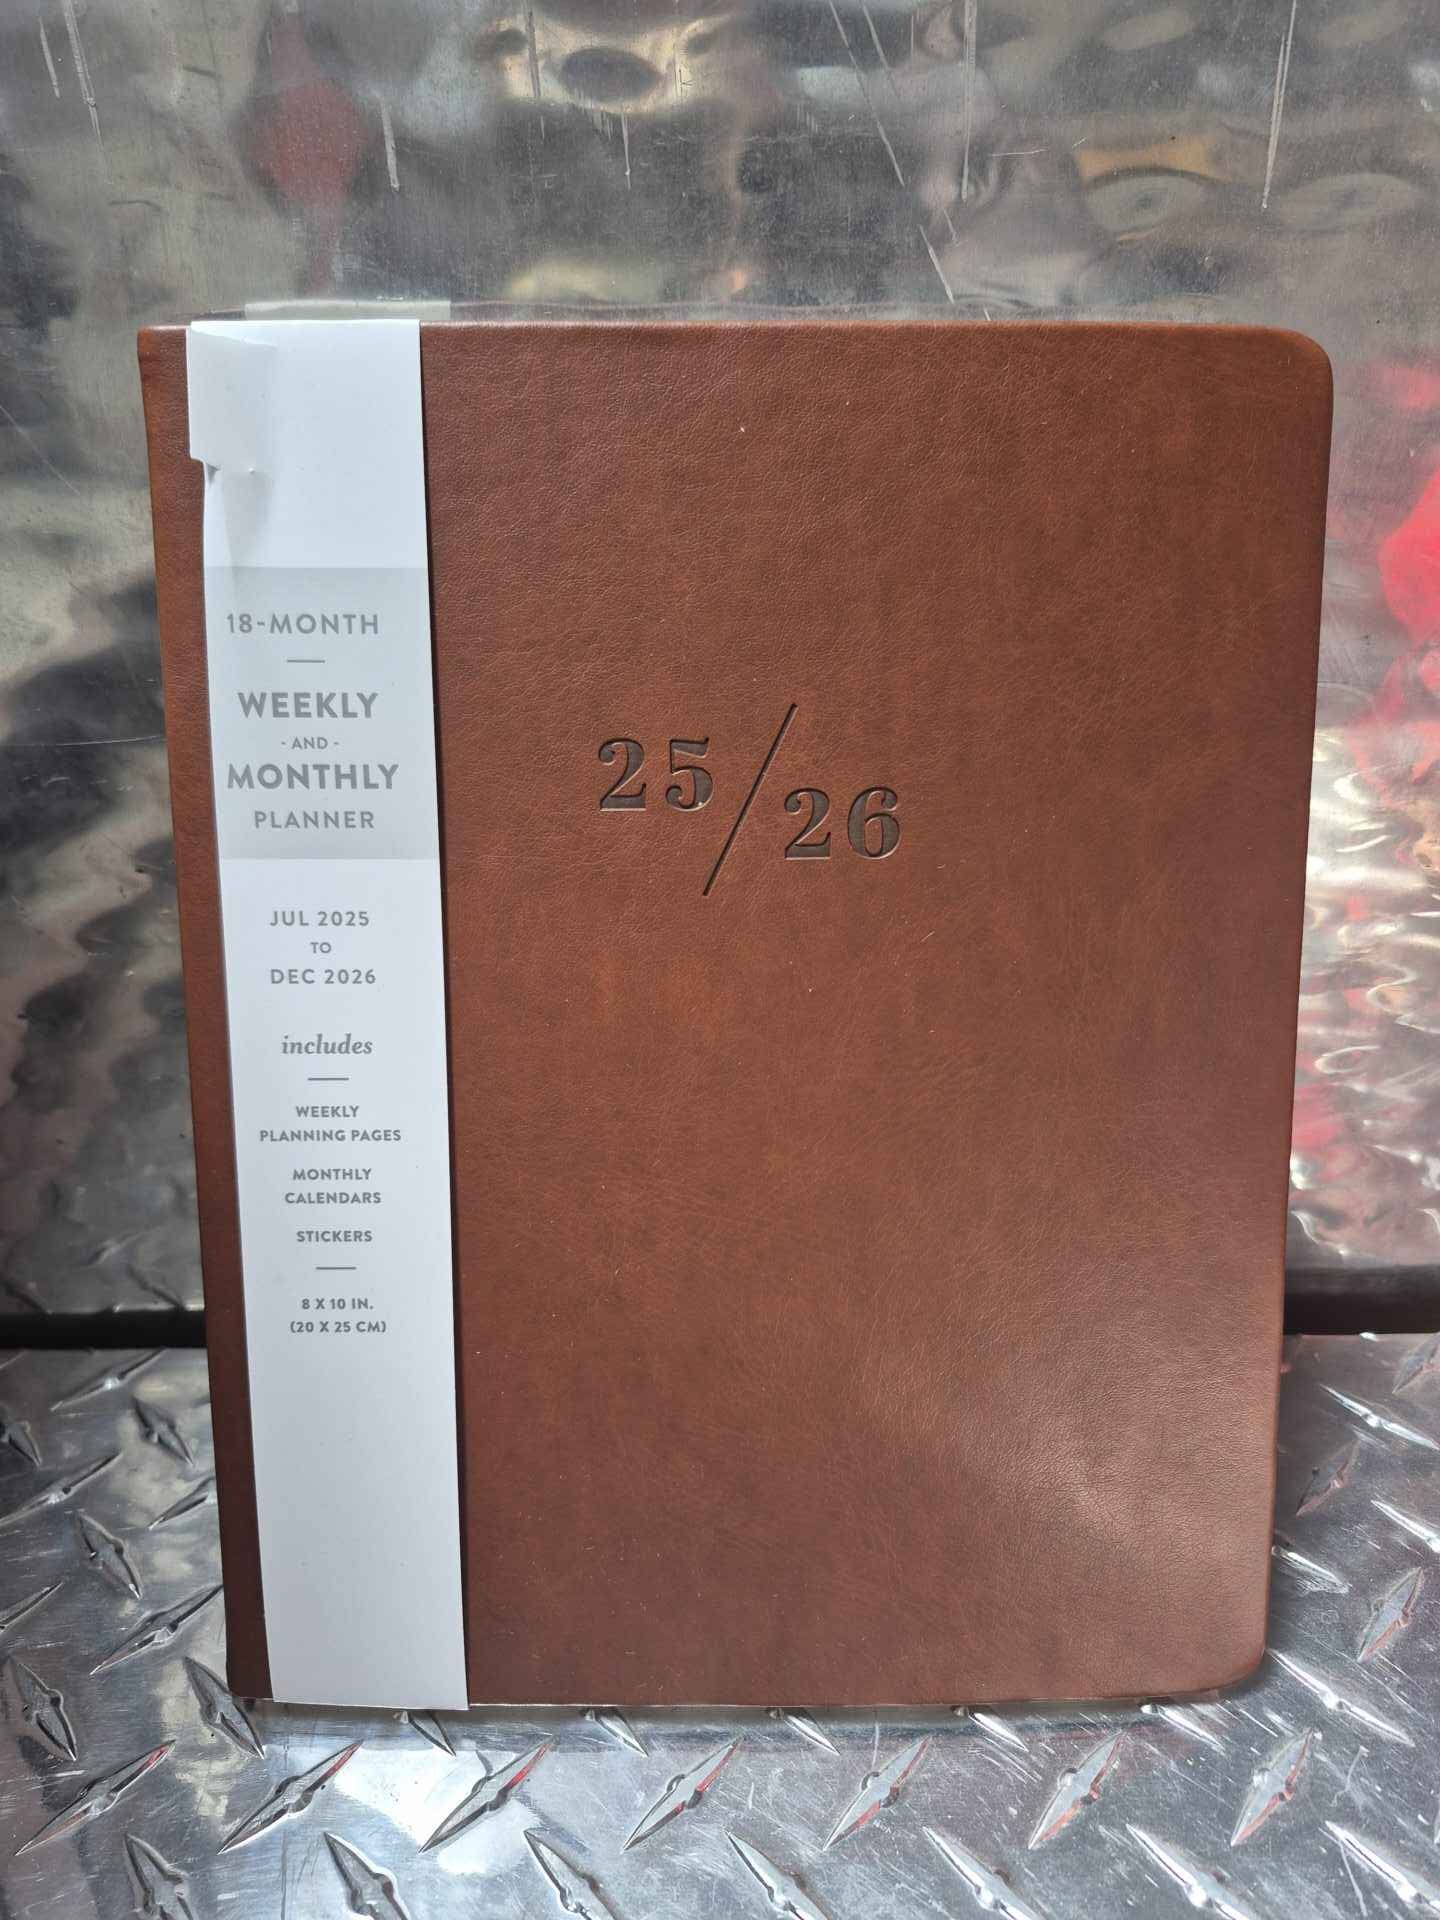 18-MONTH
WEEKLY
- AND -
MONTHLY
PLANNER
JUL 2025
TO
DEC 2026
includes
WEEKLY
PLANNING PAGES
MONTHLY
CALENDARS
STICKERS
8 X 10 IN.
(20 X 25 CM)
25/26